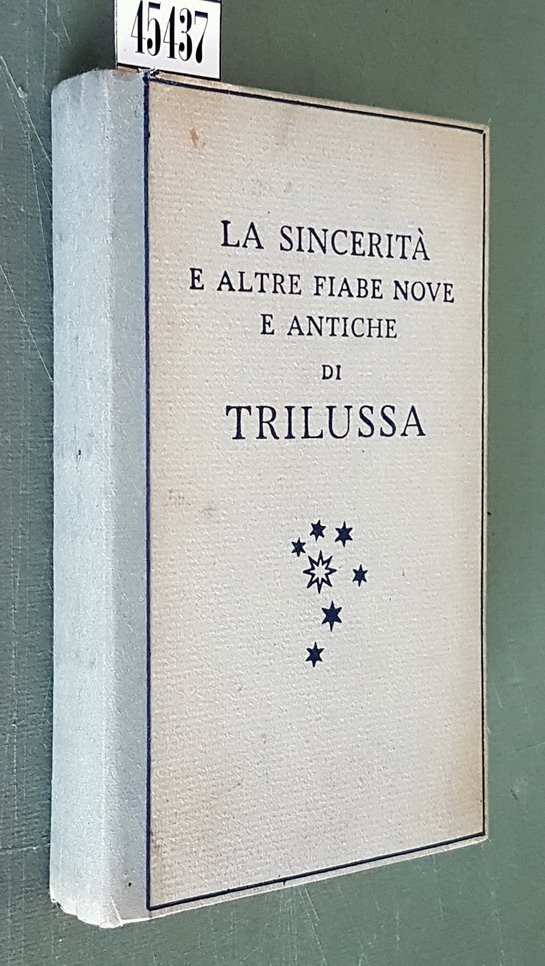 45437
LA SINCERITÀ
E ALTRE FIABE NOVE
E ANTICHE
DI
TRILUSSA